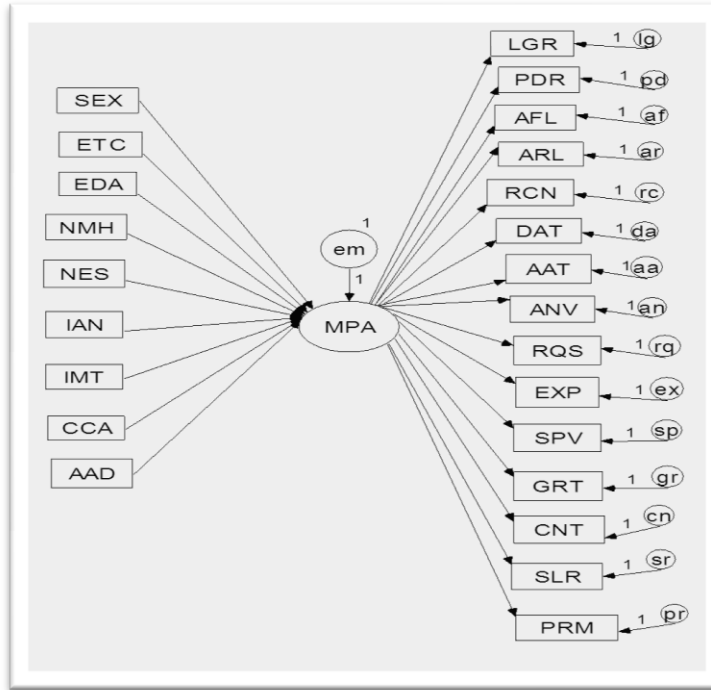 SEX
ETC
EDA
NMH
NES
IAN
IMT
CCA
AAD
1
em
1
MPA
LGR 1 lg
PDR 1 pd
AFL 1 af
ARL 1 ar
RCN 1 rc
DAT 1 da
AAT 1 aa
ANV 1 an
RQS 1 rq
EXP 1 ex
SPV 1 sp
GRT 1 gr
CNT 1 cn
SLR 1 sr
PRM 1 pr